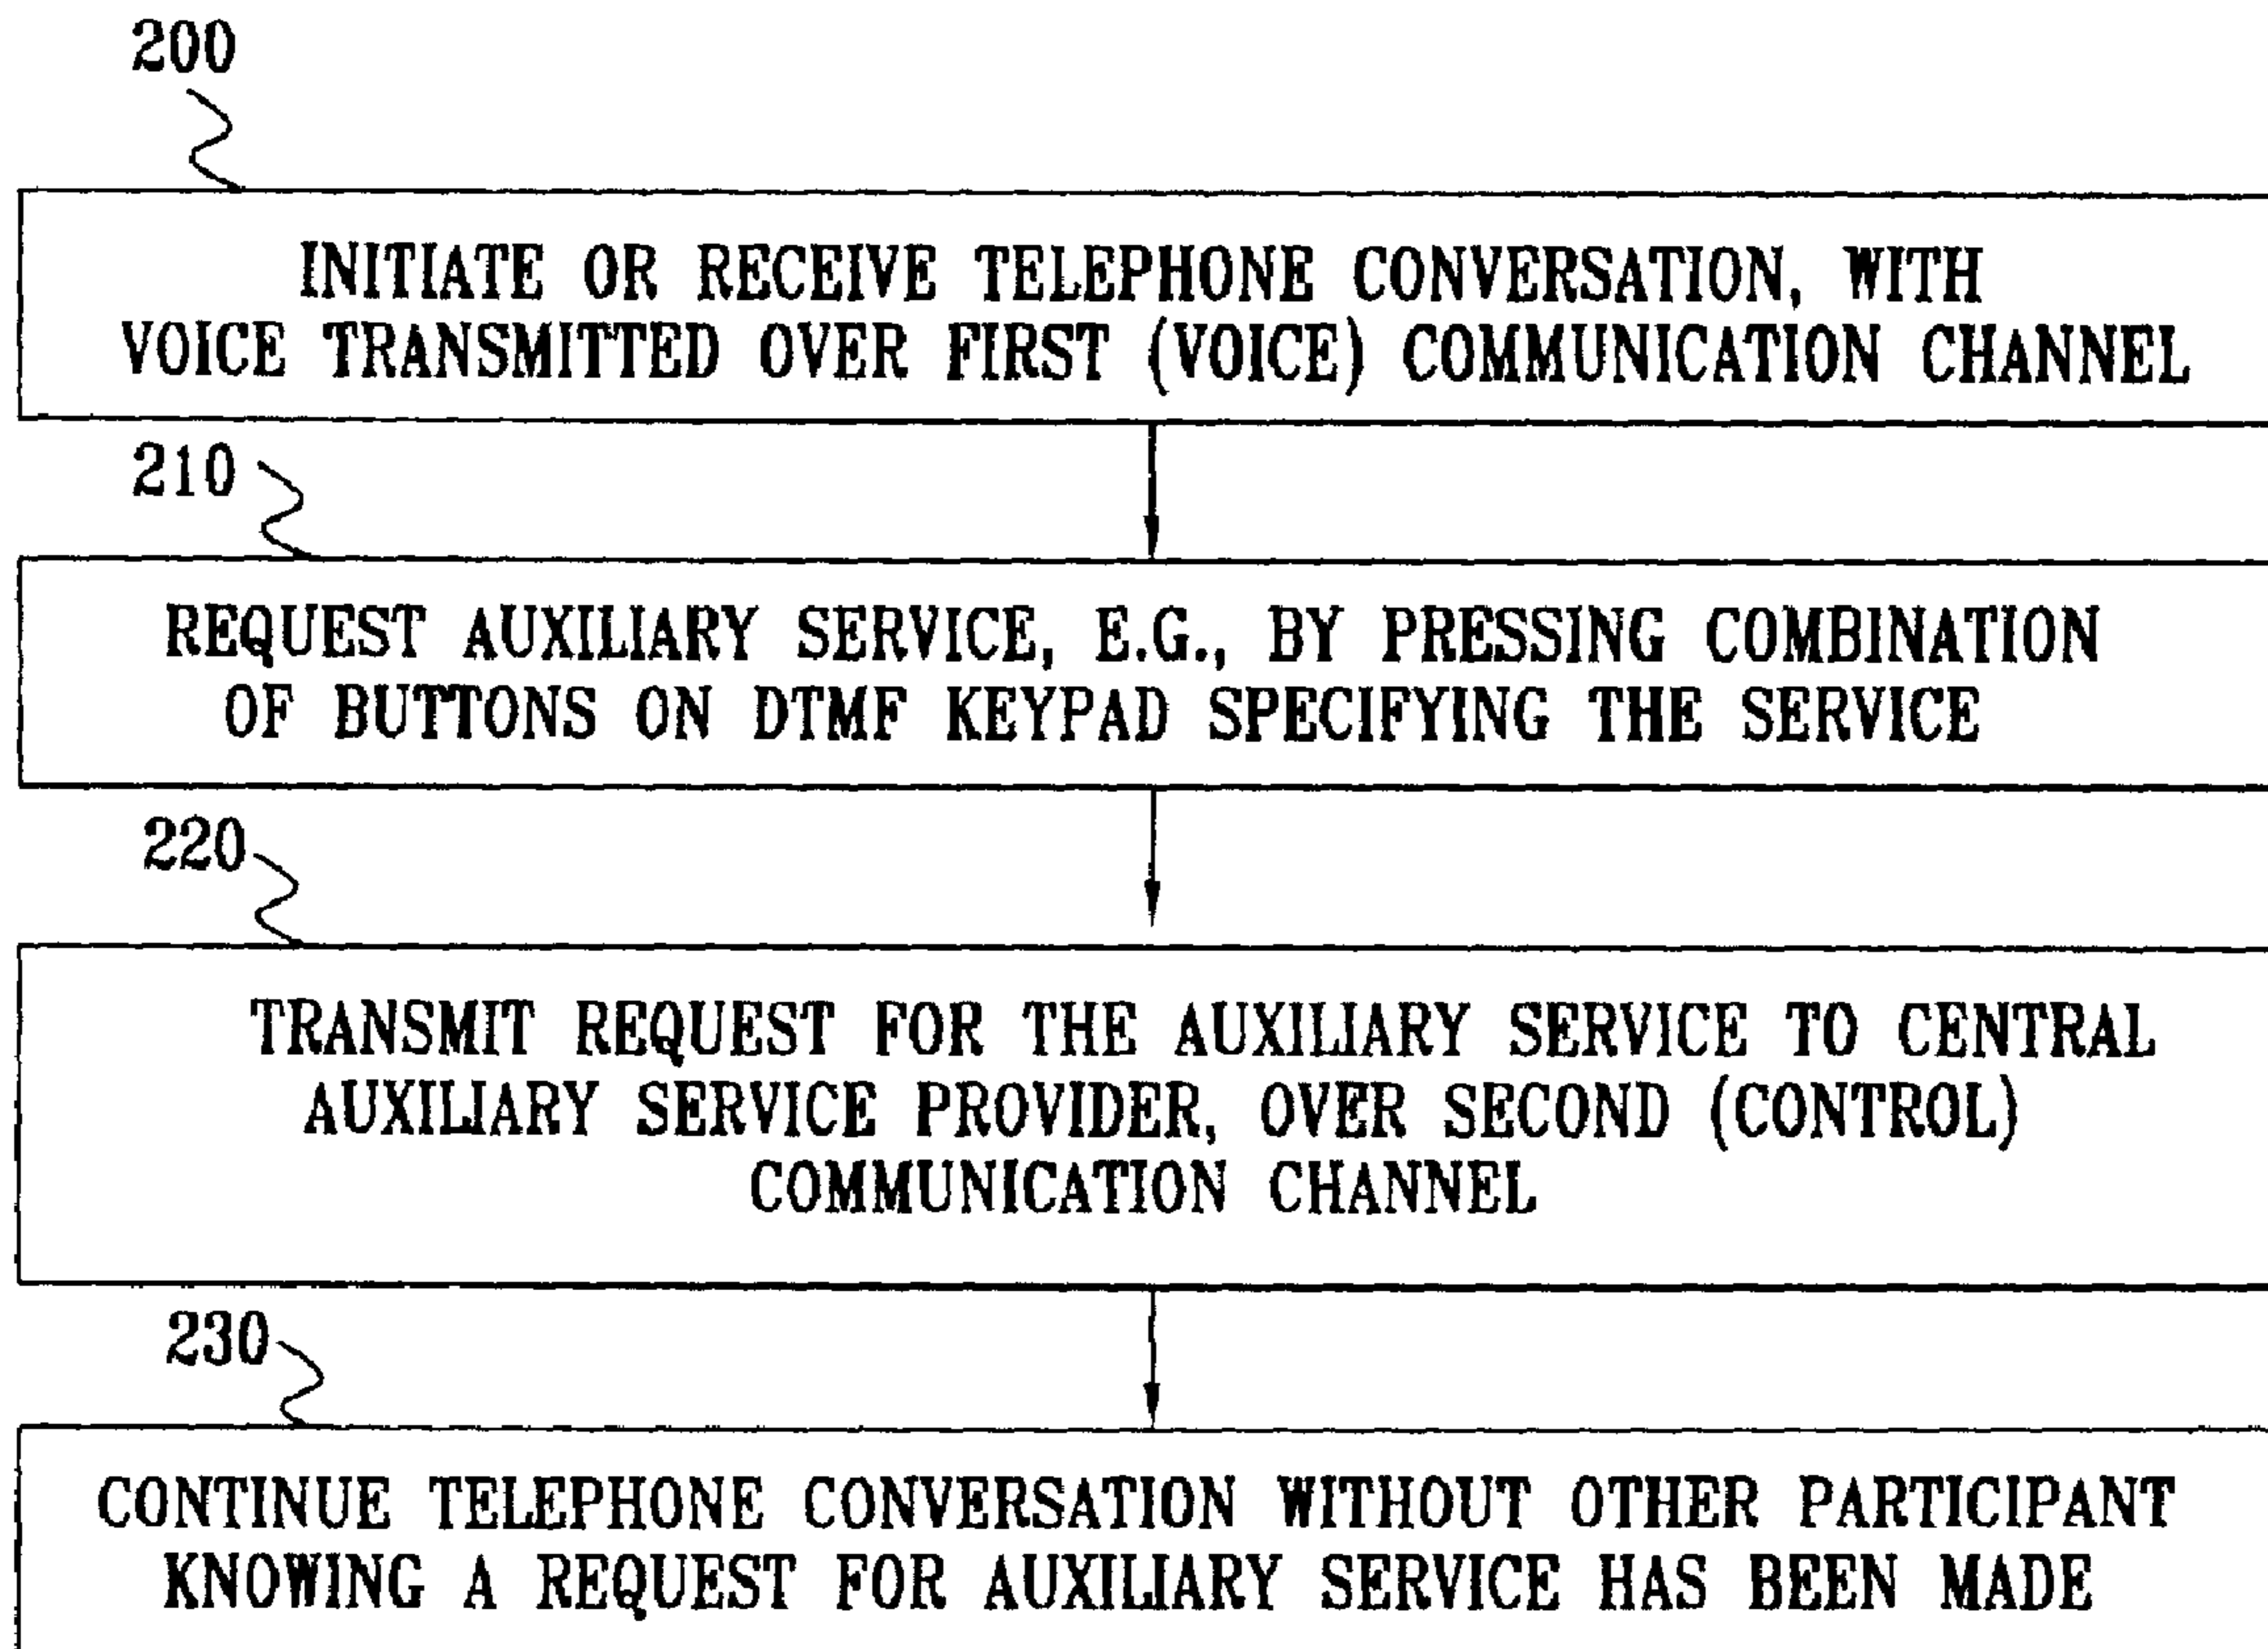 200
INITIATE OR RECEIVE TELEPHONE CONVERSATION, WITH
VOICE TRANSMITTED OVER FIRST (VOICE) COMMUNICATION CHANNEL
210
REQUEST AUXILIARY SERVICE, E.G., BY PRESSING COMBINATION
OF BUTTONS ON DTMF KEYPAD SPECIFYING THE SERVICE
220
TRANSMIT REQUEST FOR THE AUXILIARY SERVICE TO CENTRAL
AUXILIARY SERVICE PROVIDER, OVER SECOND (CONTROL)
COMMUNICATION CHANNEL
230
CONTINUE TELEPHONE CONVERSATION WITHOUT OTHER PARTICIPANT
KNOWING A REQUEST FOR AUXILIARY SERVICE HAS BEEN MADE